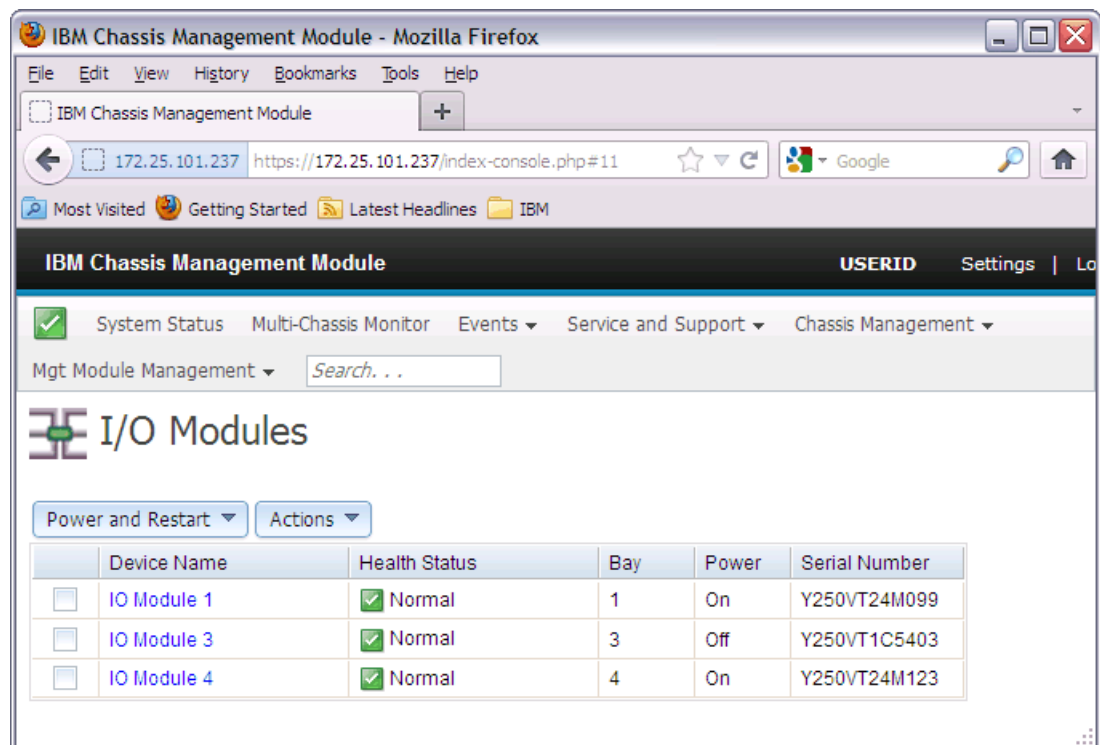 IBM Chassis Management Module - Mozilla Firefox
File Edit View History Bookmarks Tools Help
IBM Chassis Management Module
172.25.101.237 https://172.25.101.237/index-console.php#11 Google
Most Visited Getting Started Latest Headlines IBM
IBM Chassis Management Module USERID Settings | Lo
System Status Multi-Chassis Monitor Events Service and Support Chassis Management
Mgt Module Management Search. . .
I/O Modules
Power and Restart Actions
Device Name Health Status Bay Power Serial Number
IO Module 1 Normal 1 On Y250VT24M099
IO Module 3 Normal 3 Off Y250VT1C5403
IO Module 4 Normal 4 On Y250VT24M123